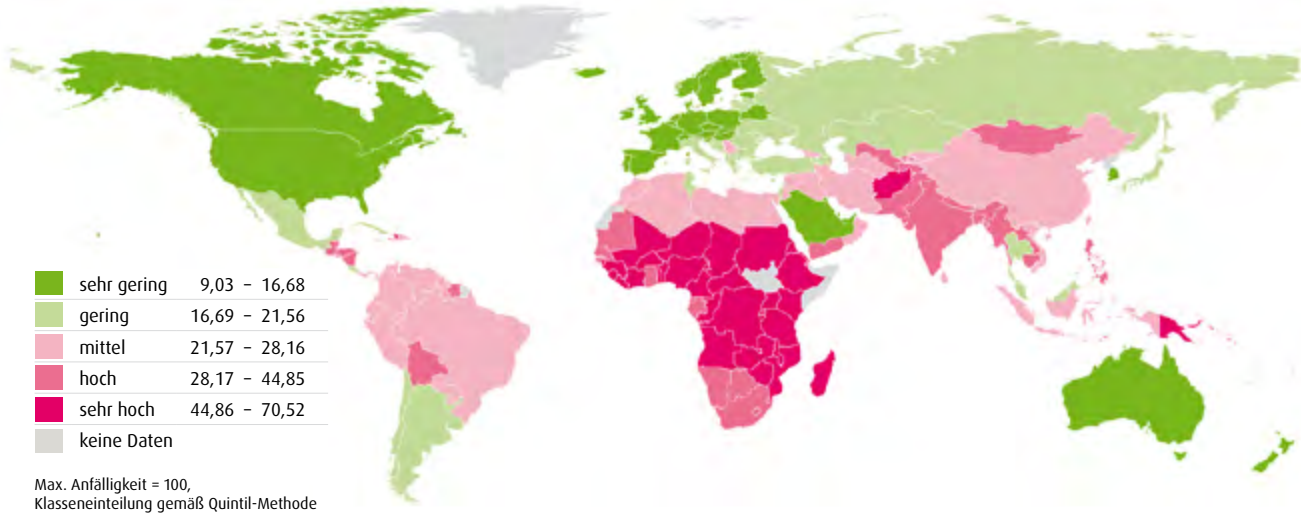 sehr gering 9,03 – 16,68
gering 16,69 – 21,56
mittel 21,57 – 28,16
hoch 28,17 – 44,85
sehr hoch 44,86 – 70,52
keine Daten
Max. Anfälligkeit = 100,
Klasseneinteilung gemäß Quintil-Methode